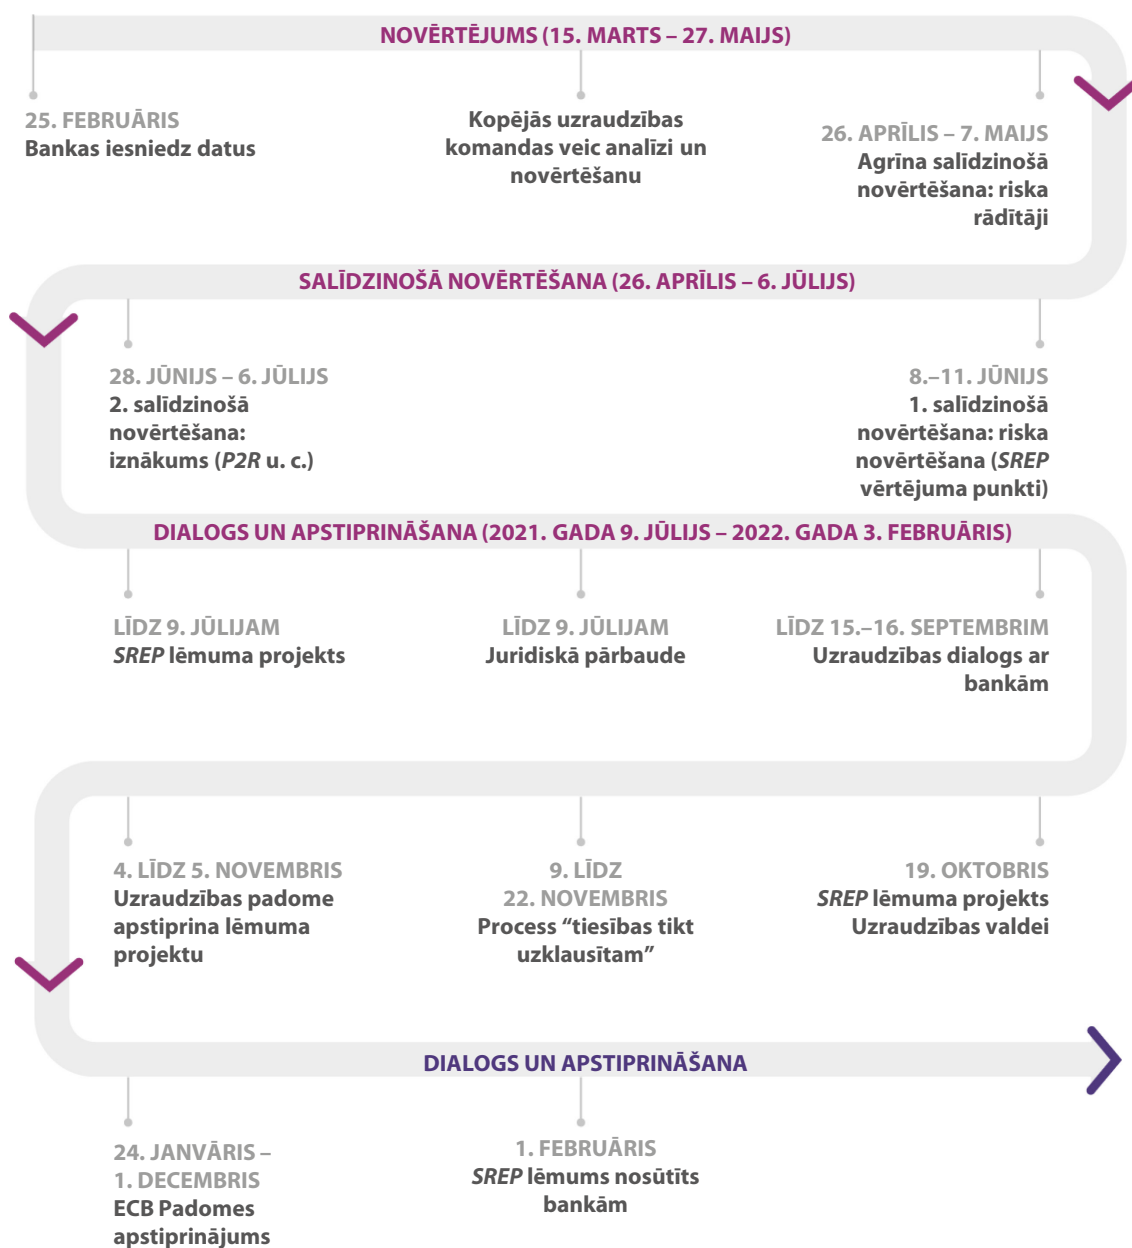 NOVĒRTĒJUMS (15. MARTS – 27. MAIJS)
25. FEBRUĀRIS
Bankas iesniedz datus
Kopējās uzraudzības
komandas veic analīzi un
novērtēšanu
26. APRĪLIS – 7. MAIJS
Agrīna salīdzinošā
novērtēšana: riska
rādītāji
SALĪDZINOŠĀ NOVĒRTĒŠANA (26. APRĪLIS – 6. JŪLIJS)
28. JŪNIJS – 6. JŪLIJS
2. salīdzinošā
novērtēšana:
iznākums (P2R u. c.)
8.–11. JŪNIJS
1. salīdzinošā
novērtēšana: riska
novērtēšana (SREP
vērtējuma punkti)
DIALOGS UN APSTIPRINĀŠANA (2021. GADA 9. JŪLIJS – 2022. GADA 3. FEBRUĀRIS)
LĪDZ 9. JŪLIJAM
SREP lēmuma projekts
LĪDZ 9. JŪLIJAM
Juridiskā pārbaude
LĪDZ 15.–16. SEPTEMBRIM
Uzraudzības dialogs ar
bankām
4. LĪDZ 5. NOVEMBRIS
Uzraudzības padome
apstiprina lēmuma
projektu
9. LĪDZ
22. NOVEMBRIS
Process “tiesības tikt
uzklausītam”
19. OKTOBRIS
SREP lēmuma projekts
Uzraudzības valdei
DIALOGS UN APSTIPRINĀŠANA
24. JANVĀRIS –
1. DECEMBRIS
ECB Padomes
apstiprinājums
1. FEBRUĀRIS
SREP lēmums nosūtīts
bankām